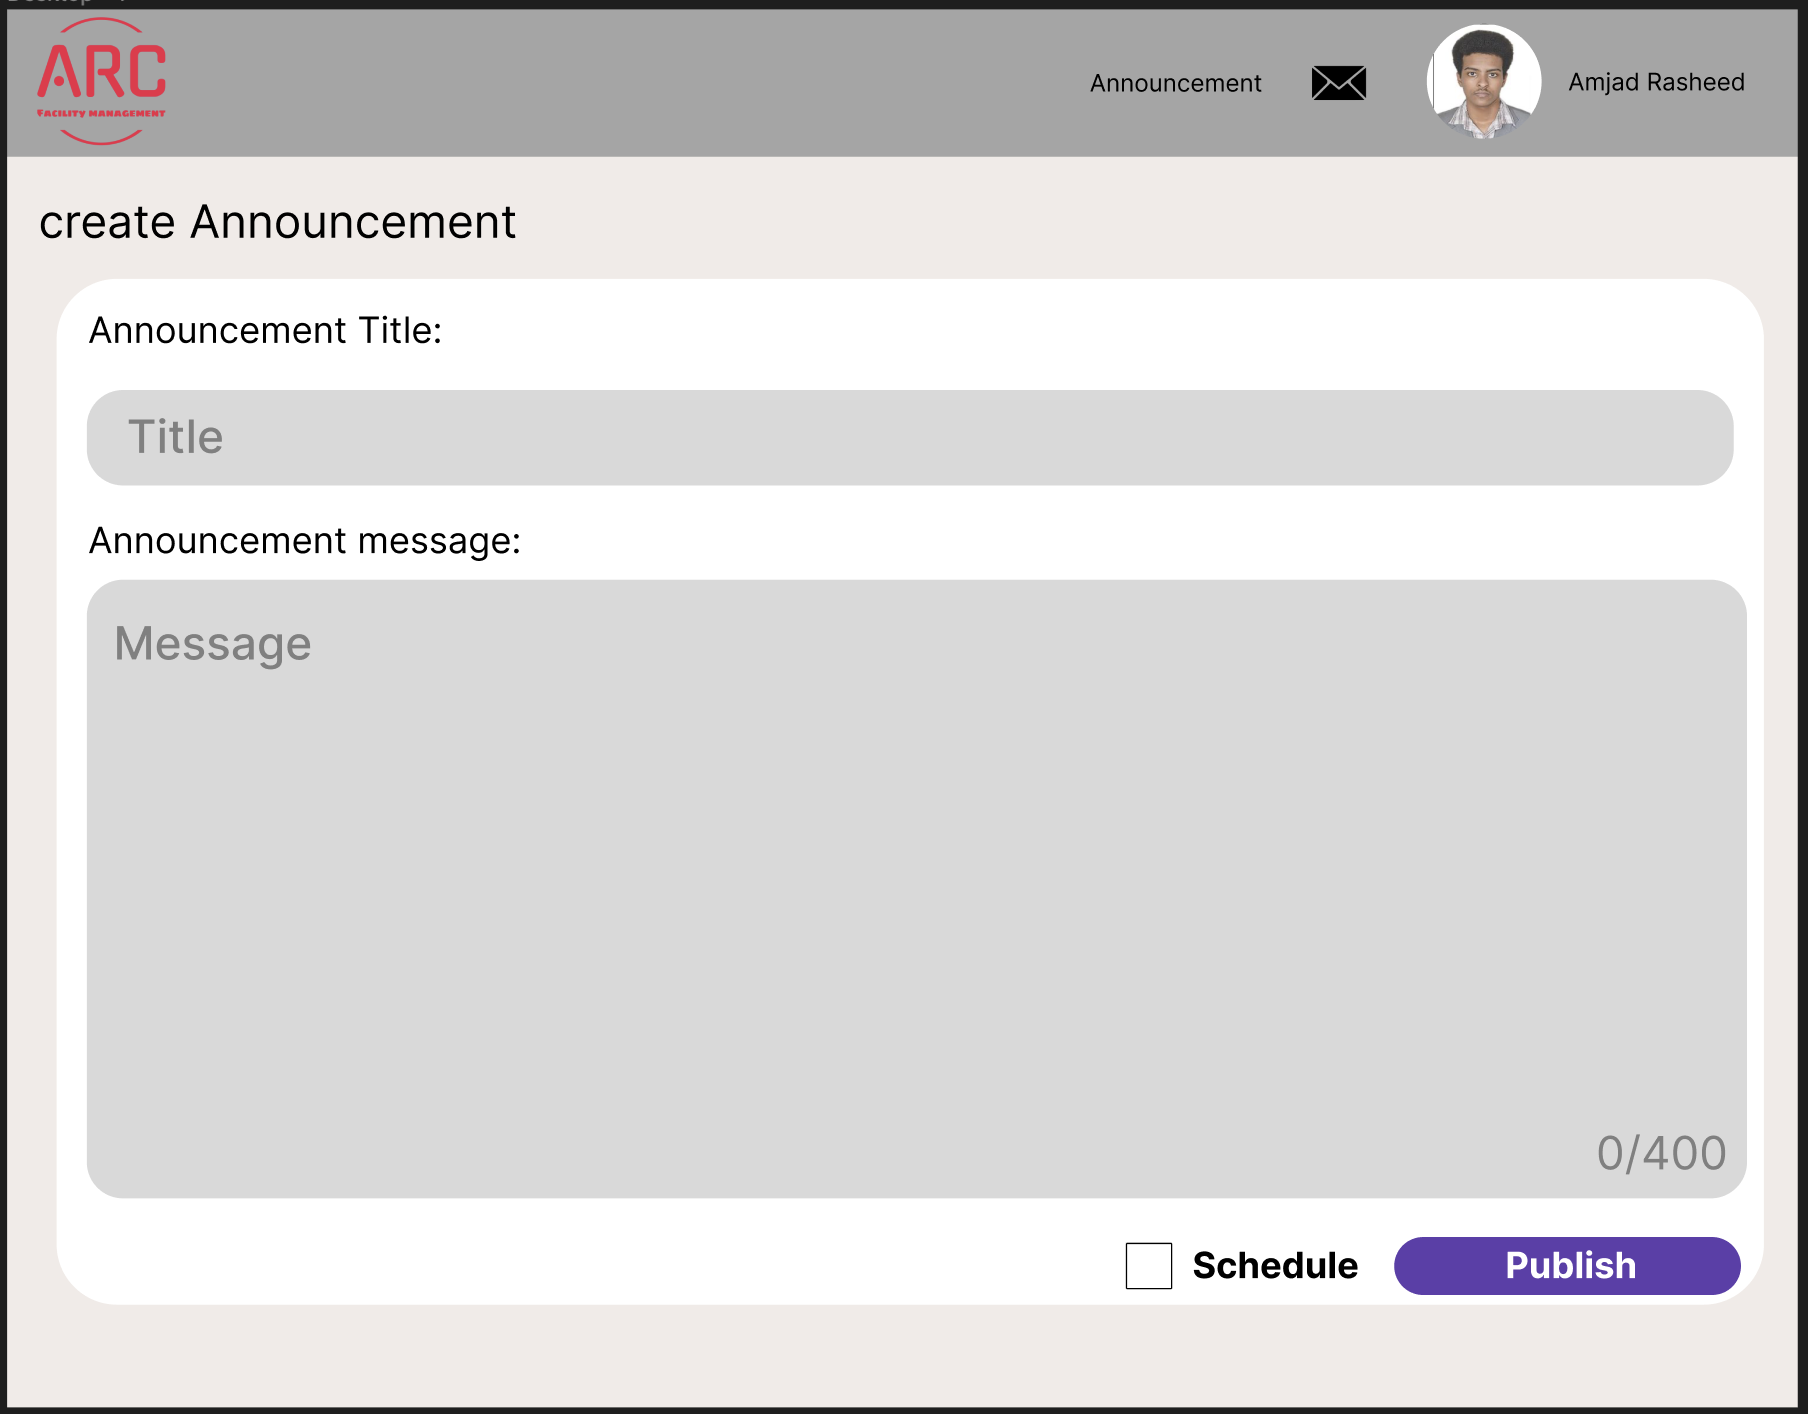 ARC
FACILITY MANAGEMENT
Announcement
Amjad Rasheed
create Announcement
Announcement Title:
Title
Announcement message:
Message
0/400
Schedule
Publish